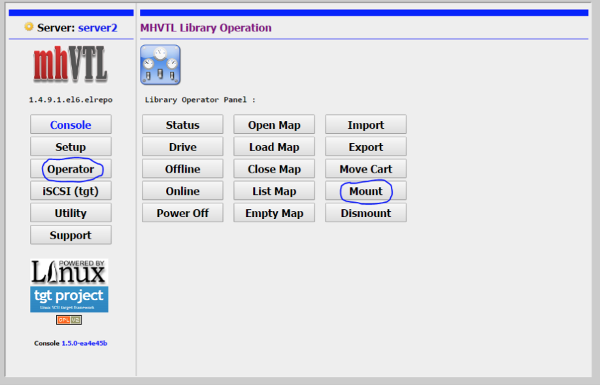 Server: server2
MHVTL Library Operation
mhVTL
1.4.9.1.el6.elrepo
Library Operator Panel :
Console
Setup
Operator
iSCSI (tgt)
Utility
Support
Status Open Map Import
Drive Load Map Export
Offline Close Map Move Cart
Online List Map Mount
Power Off Empty Map Dismount
POWERED BY
Linux
tgt project
Linux SCSI target framework
Console 1.5.0-ea4e45b